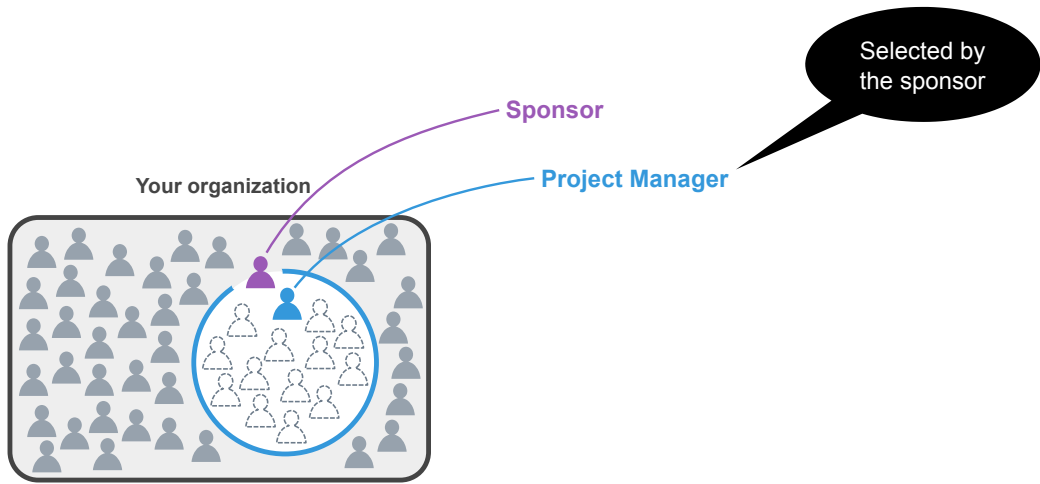 Selected by
the sponsor
Sponsor
Project Manager
Your organization